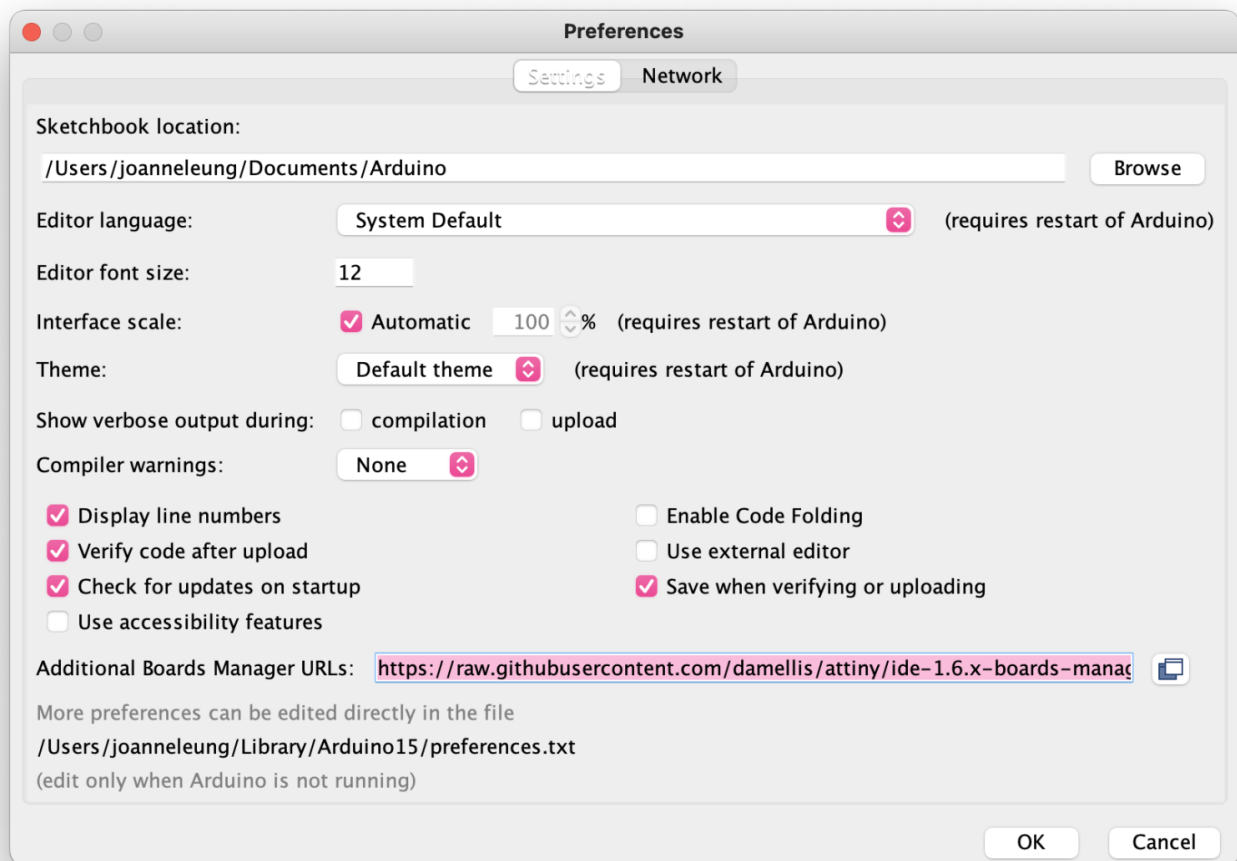 Preferences
Settings Network
Sketchbook location:
/Users/joanneleung/Documents/Arduino Browse
Editor language: System Default (requires restart of Arduino)
Editor font size: 12
Interface scale: Automatic 100 % (requires restart of Arduino)
Theme: Default theme (requires restart of Arduino)
Show verbose output during: compilation upload
Compiler warnings: None
Display line numbers Enable Code Folding
Verify code after upload Use external editor
Check for updates on startup Save when verifying or uploading
Use accessibility features
Additional Boards Manager URLs: https://raw.githubusercontent.com/damellis/attiny/ide-1.6.x-boards-manag
More preferences can be edited directly in the file
/Users/joanneleung/Library/Arduino15/preferences.txt
(edit only when Arduino is not running)
OK Cancel